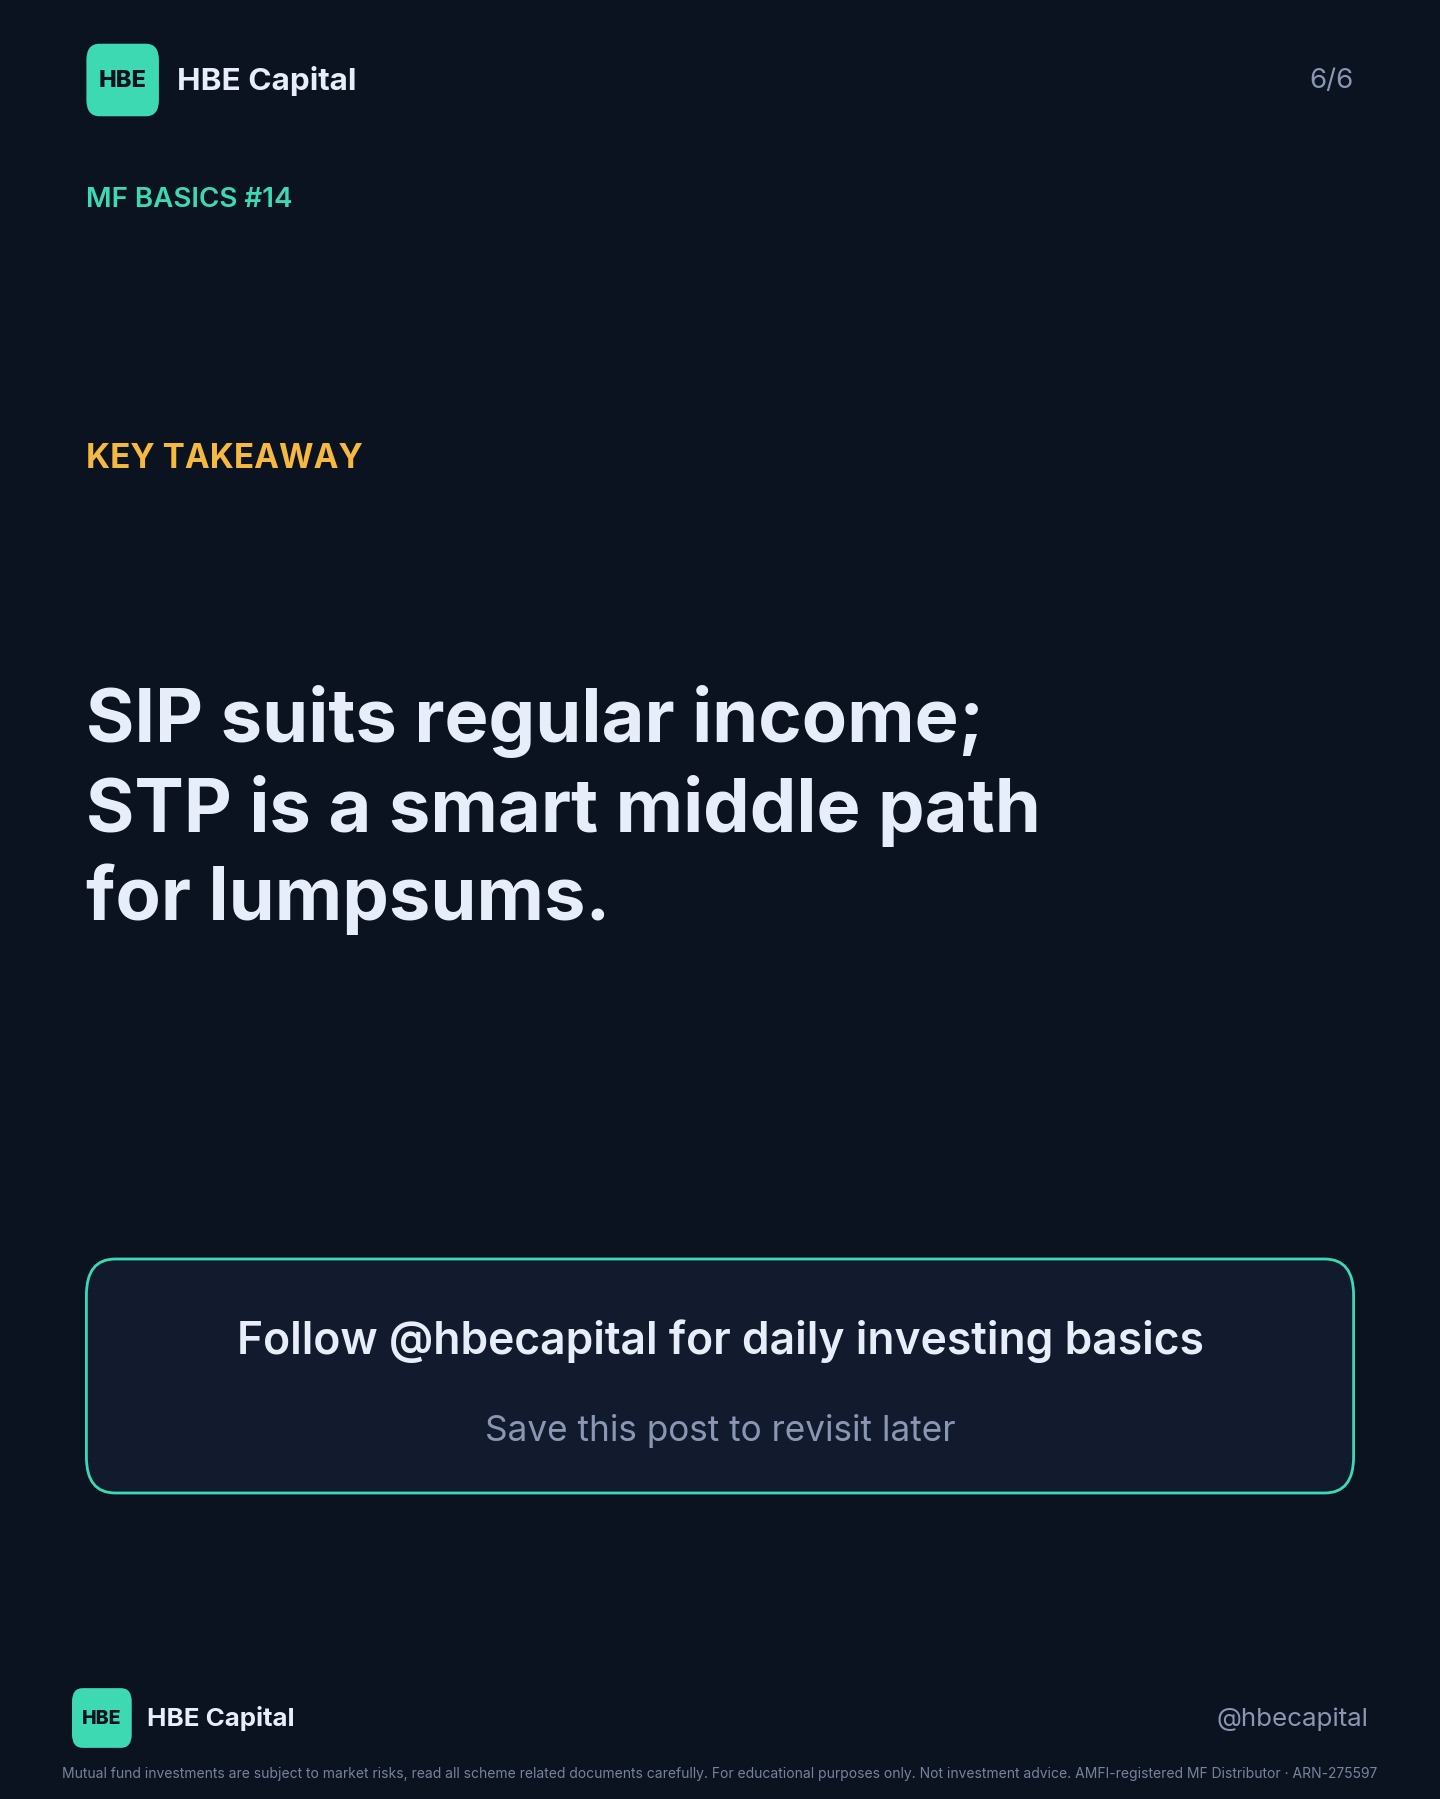 HBE HBE Capital 6/6
MF BASICS #14
KEY TAKEAWAY
SIP suits regular income;
STP is a smart middle path
for lumpsums.
Follow @hbecapital for daily investing basics
Save this post to revisit later
HBE HBE Capital @hbecapital
Mutual fund investments are subject to market risks, read all scheme related documents carefully. For educational purposes only. Not investment advice. AMFI-registered MF Distributor · ARN-275597